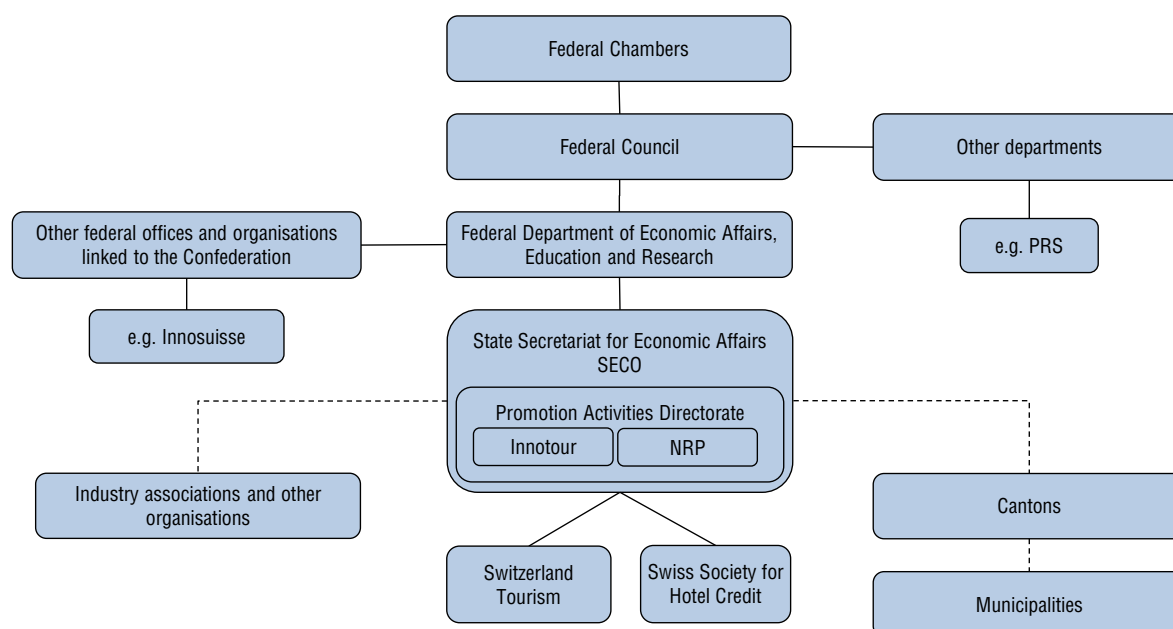 Federal Chambers
Federal Council
Other departments
Other federal offices and organisations
linked to the Confederation
Federal Department of Economic Affairs,
Education and Research
e.g. PRS
e.g. Innosuisse
State Secretariat for Economic Affairs
SECO
Promotion Activities Directorate
Innotour
NRP
Industry associations and other
organisations
Cantons
Switzerland
Tourism
Swiss Society for
Hotel Credit
Municipalities